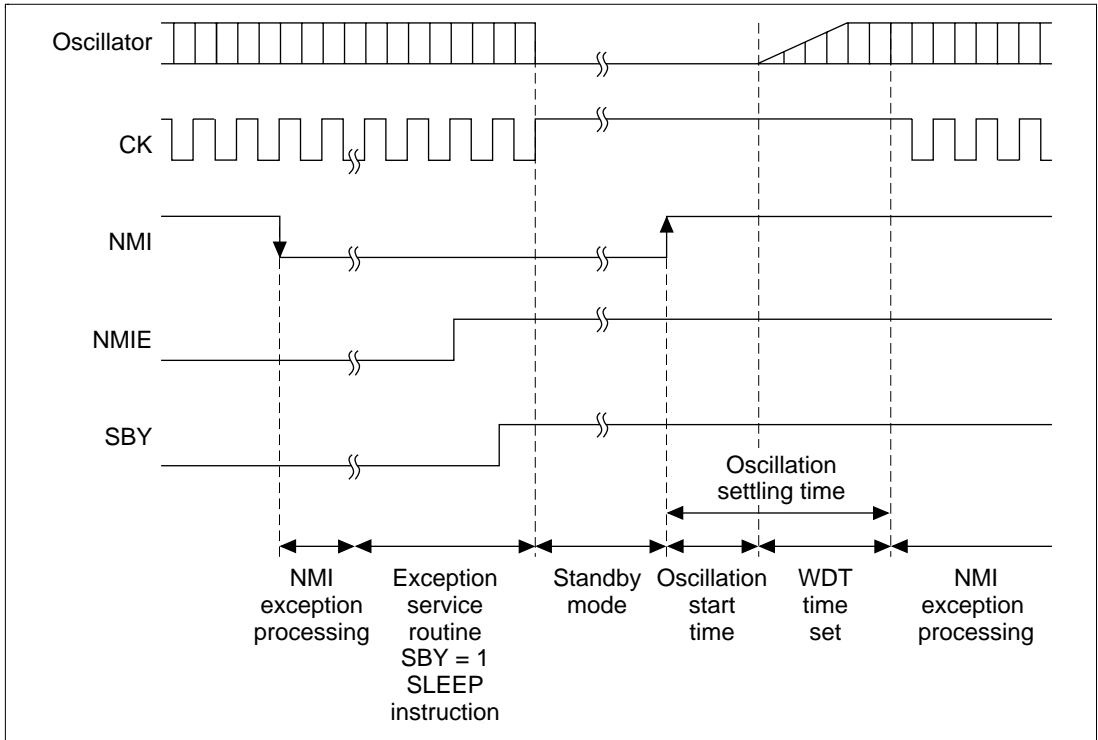 Oscillator
CK
NMI
NMIE
SBY
Oscillation
settling time
NMI
exception
processing
Exception
service
routine
SBY = 1
SLEEP
instruction
Standby
mode
Oscillation
start
time
WDT
time
set
NMI
exception
processing